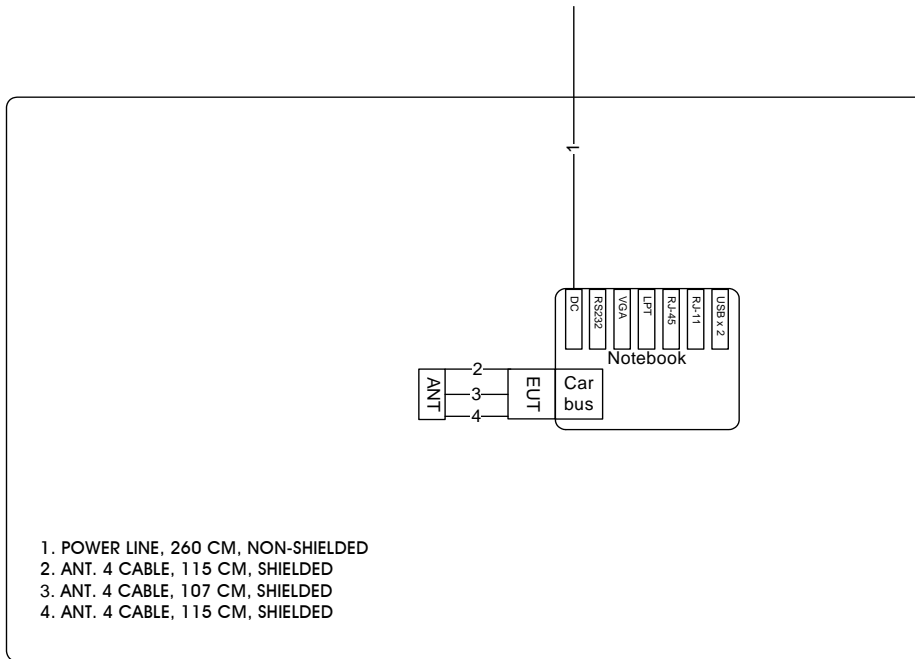 1
DC
RS232
VGA
LPT
RJ-45
RJ-11
USB x 2
Notebook
ANT
2
3
4
EUT
Car
bus
1. POWER LINE, 260 CM, NON-SHIELDED
2. ANT. 4 CABLE, 115 CM, SHIELDED
3. ANT. 4 CABLE, 107 CM, SHIELDED
4. ANT. 4 CABLE, 115 CM, SHIELDED